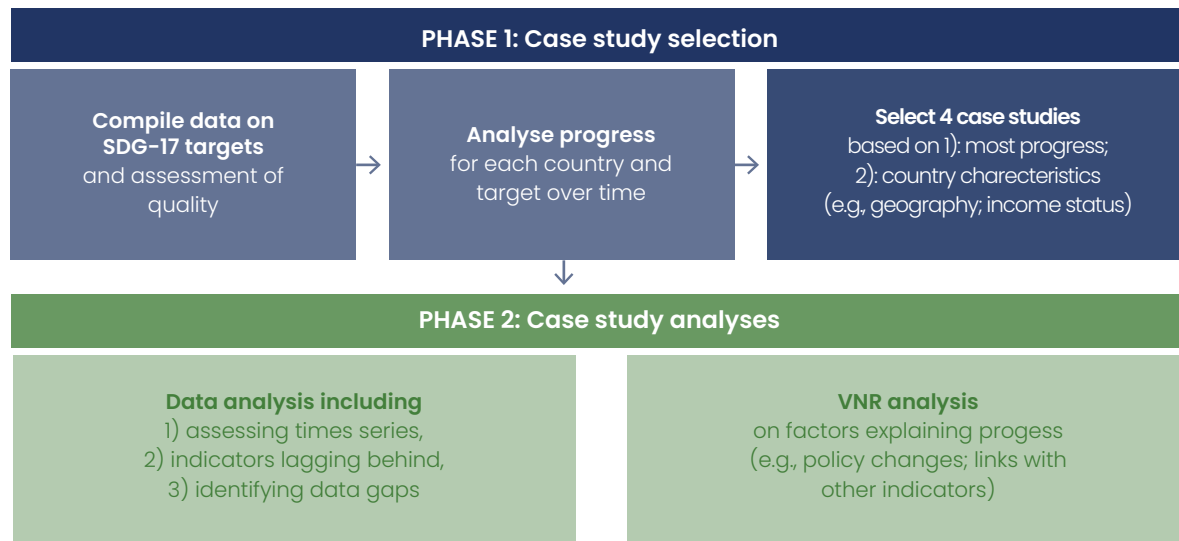 PHASE 1: Case study selection
Compile data on
SDG-17 targets
and assessment of
quality
Analyse progress
for each country and
target over time
Select 4 case studies
based on 1): most progress;
2): country charecteristics
(e.g., geography; income status)
PHASE 2: Case study analyses
Data analysis including
1) assessing times series,
2) indicators lagging behind,
3) identifying data gaps
VNR analysis
on factors explaining progess
(e.g., policy changes; links with
other indicators)